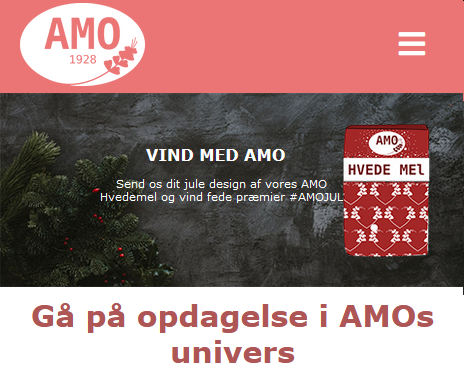 AMO
1928
VIND MED AMO
Send os dit jule design af vores AMO
Hvedemel og vind fede præmier #AMOJUL
AMO
HVEDE MEL
Gå på opdagelse i AMOs
univers